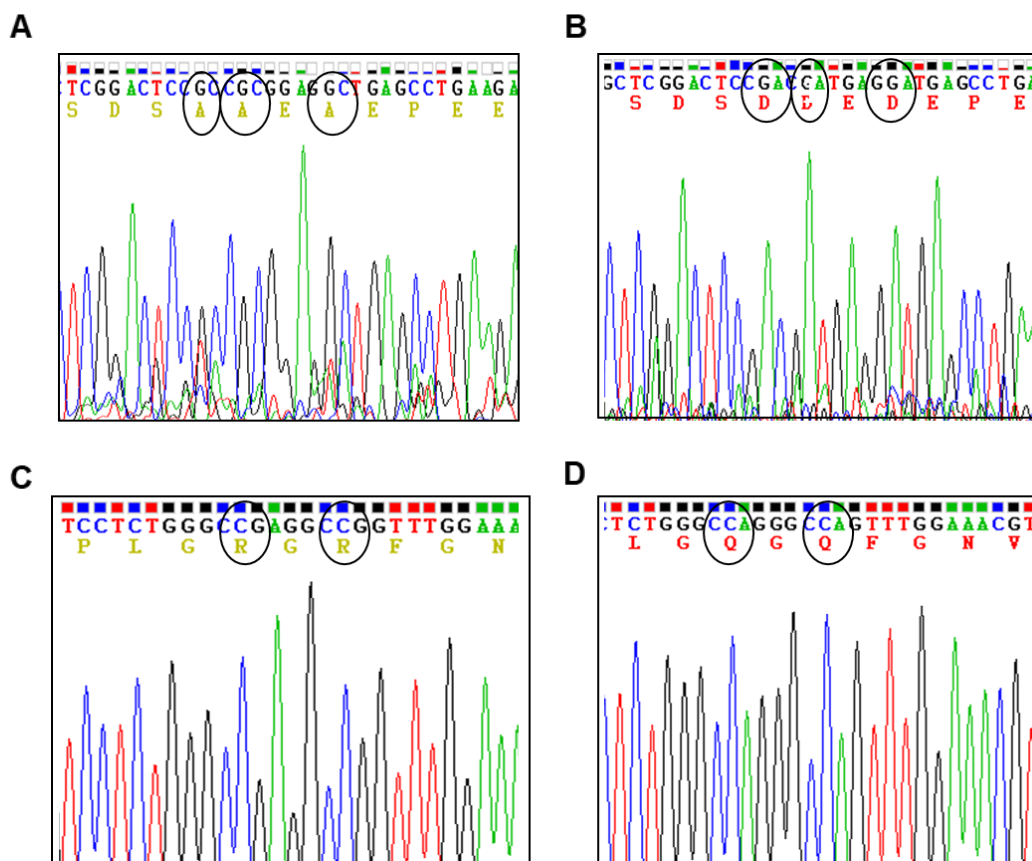 A
B
TCGGACTCCGCCGCGGAGGCTGAGCCTGAAGA
S D S A A E A E P E E
GCTCGGACTCCGACGATGAGGATGAGCCTGA
S D S D D E D E P E
C
D
TCCTCTGGGCCGAGGCCGGTTTGGAAA
P L G R G R F G N
CTCTGGGCCAGGGCCAGTTTGGAAACGT
L G Q G Q F G N V